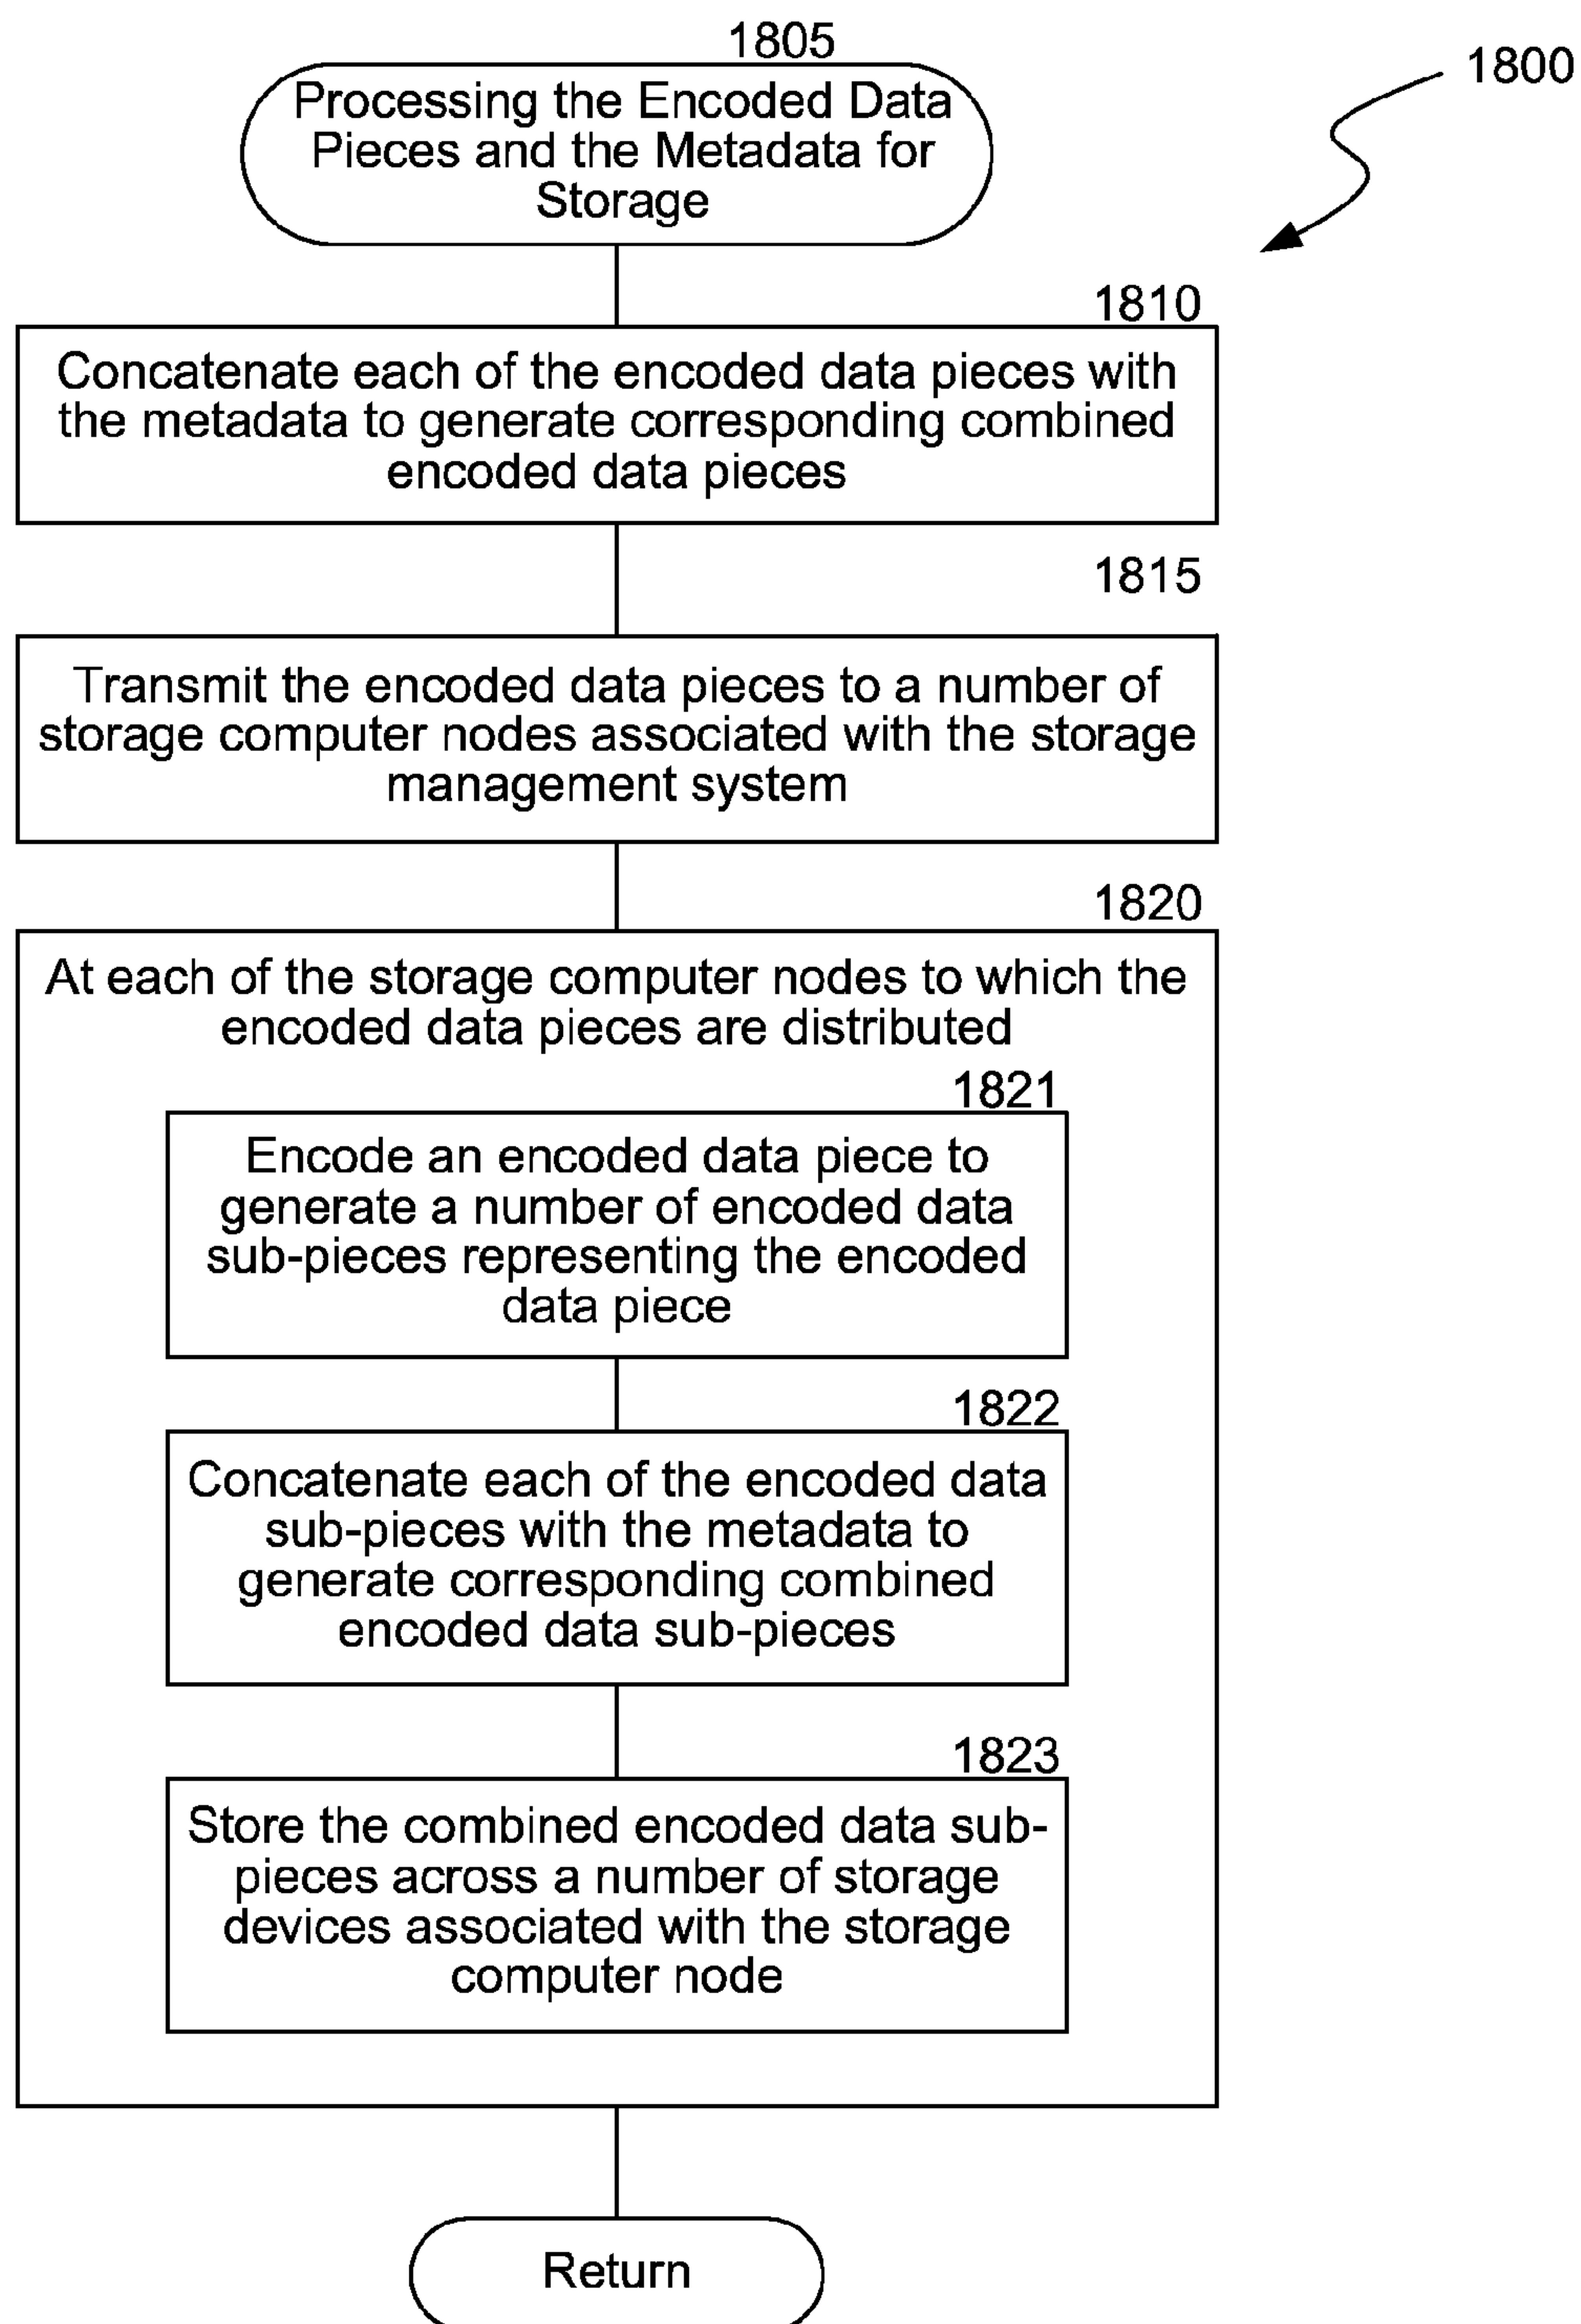 1805
1800
Processing the Encoded Data
Pieces and the Metadata for
Storage
1810
Concatenate each of the encoded data pieces with
the metadata to generate corresponding combined
encoded data pieces
1815
Transmit the encoded data pieces to a number of
storage computer nodes associated with the storage
management system
1820
At each of the storage computer nodes to which the
encoded data pieces are distributed
1821
Encode an encoded data piece to
generate a number of encoded data
sub-pieces representing the encoded
data piece
1822
Concatenate each of the encoded data
sub-pieces with the metadata to
generate corresponding combined
encoded data sub-pieces
1823
Store the combined encoded data sub-
pieces across a number of storage
devices associated with the storage
computer node
Return